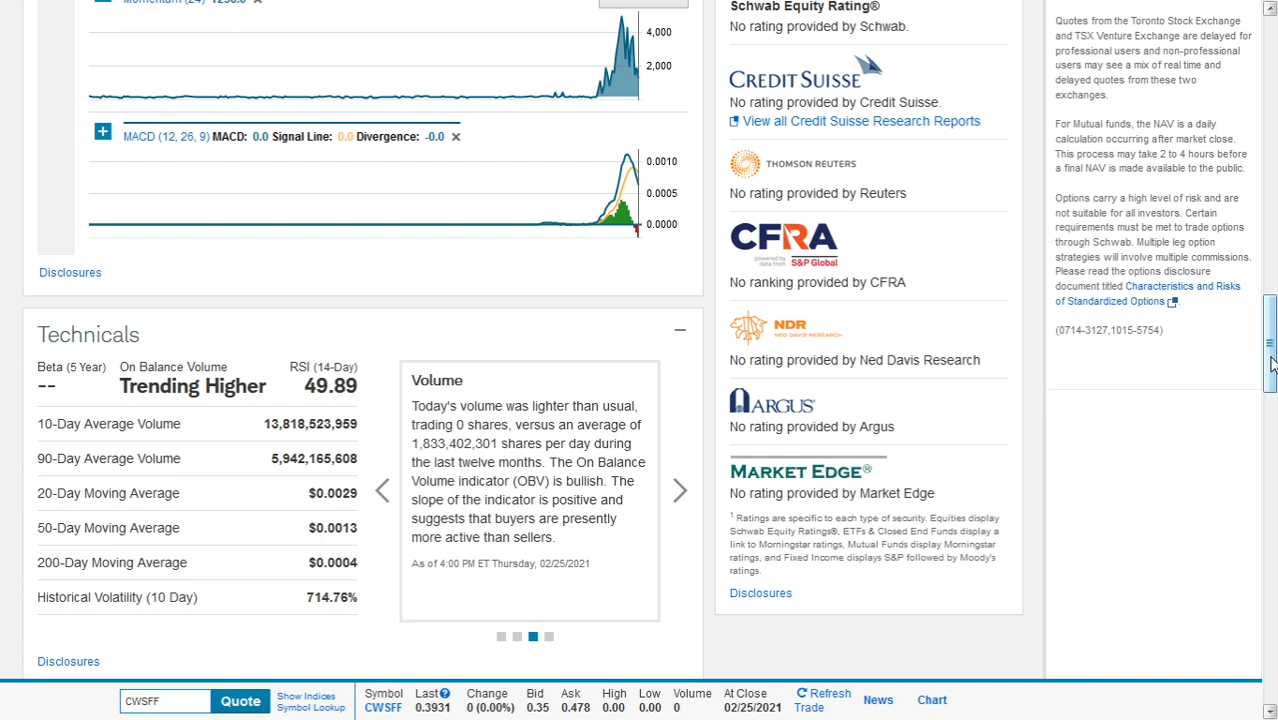 Momentum (24) 1250.0 ×
4,000
2,000
MACD (12, 26, 9) MACD: 0.0 Signal Line: 0.0 Divergence: -0.0
0.0010
0.0005
0.0000
Disclosures
Technicals
Beta (5 Year) On Balance Volume RSI (14-Day)
-- Trending Higher 49.89
10-Day Average Volume 13,818,523,959
90-Day Average Volume 5,942,165,608
20-Day Moving Average $0.0029
50-Day Moving Average $0.0013
200-Day Moving Average $0.0004
Historical Volatility (10 Day) 714.76%
Volume
Today's volume was lighter than usual,
trading 0 shares, versus an average of
1,833,402,301 shares per day during
the last twelve months. The On Balance
Volume indicator (OBV) is bullish. The
slope of the indicator is positive and
suggests that buyers are presently
more active than sellers.
As of 4:00 PM ET Thursday, 02/25/2021
Disclosures
Schwab Equity Rating®
No rating provided by Schwab.
CREDIT SUISSE
No rating provided by Credit Suisse.
View all Credit Suisse Research Reports
THOMSON REUTERS
No rating provided by Reuters
CFRA
powered by
data from S&P Global
No ranking provided by CFRA
NDR
NED DAVIS RESEARCH
No rating provided by Ned Davis Research
ARGUS
No rating provided by Argus
MARKET EDGE®
No rating provided by Market Edge
1 Ratings are specific to each type of security. Equities display
Schwab Equity Ratings®, ETFs & Closed End Funds display a
link to Morningstar ratings, Mutual Funds display Morningstar
ratings, and Fixed Income displays S&P followed by Moody's
ratings.
Disclosures
Quotes from the Toronto Stock Exchange
and TSX Venture Exchange are delayed for
professional users and non-professional
users may see a mix of real time and
delayed quotes from these two
exchanges.
For Mutual funds, the NAV is a daily
calculation occurring after market close.
This process may take 2 to 4 hours before
a final NAV is made available to the public.
Options carry a high level of risk and are
not suitable for all investors. Certain
requirements must be met to trade options
through Schwab. Multiple leg option
strategies will involve multiple commissions.
Please read the options disclosure
document titled Characteristics and Risks
of Standardized Options.
(0714-3127,1015-5754)
CWSFF Quote Show Indices
Symbol Lookup
Symbol Last Change Bid Ask High Low Volume At Close Refresh
CWSFF 0.3931 0 (0.00%) 0.35 0.478 0.00 0.00 0 02/25/2021 Trade News Chart